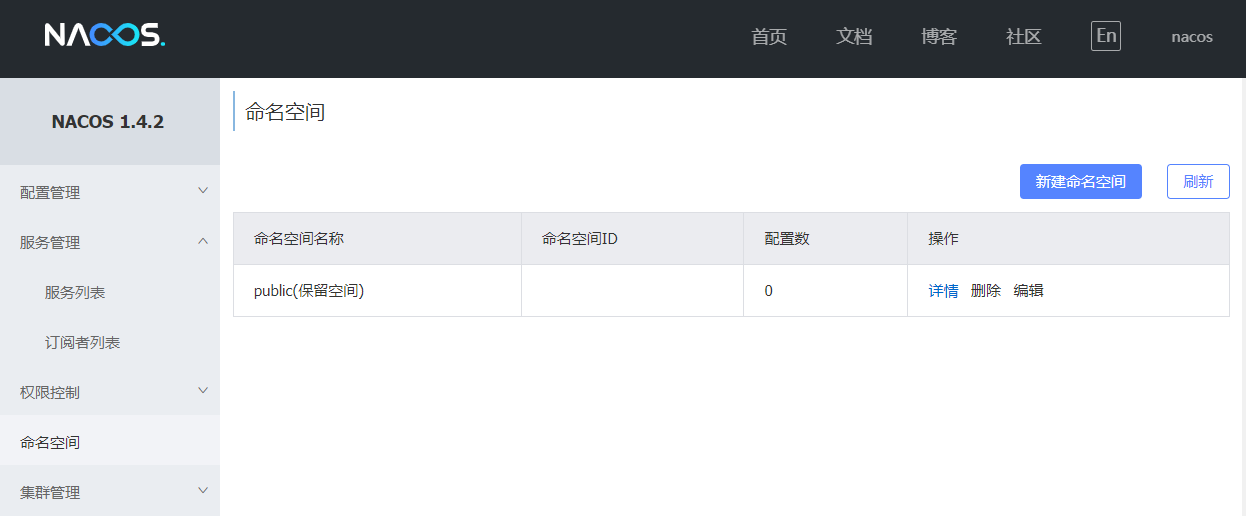 NACOS.
首页 文档 博客 社区 En nacos
NACOS 1.4.2
配置管理
服务管理
服务列表
订阅者列表
权限控制
命名空间
集群管理
命名空间
新建命名空间 刷新
命名空间名称 命名空间ID 配置数 操作
public(保留空间) 0 详情 删除 编辑